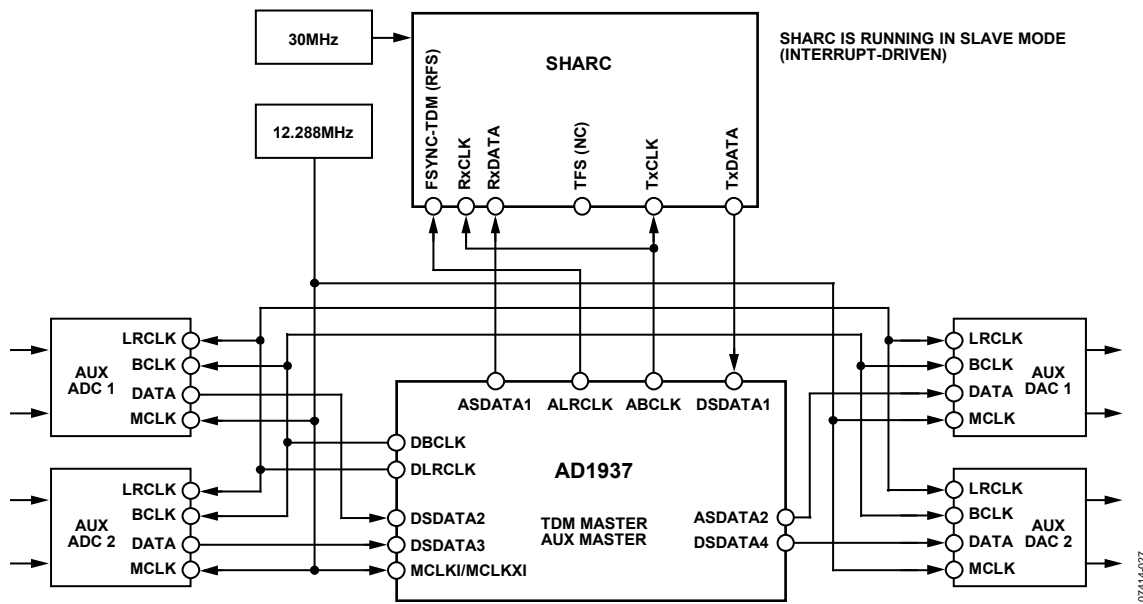 30MHz
SHARC
SHARC IS RUNNING IN SLAVE MODE
(INTERRUPT-DRIVEN)
12.288MHz
FSYNC-TDM (RFS)
RxCLK
RxDATA
TFS (NC)
TxCLK
TxDATA
AUX
ADC 1
LRCLK
BCLK
DATA
MCLK
AUX
ADC 2
LRCLK
BCLK
DATA
MCLK
ASDATA1
ALRCLK
ABCLK
DSDATA1
DBCLK
DLRCLK
DSDATA2
DSDATA3
MCLKI/MCLKXI
AD1937
TDM MASTER
AUX MASTER
ASDATA2
DSDATA4
LRCLK
BCLK
DATA
MCLK
AUX
DAC 1
LRCLK
BCLK
DATA
MCLK
AUX
DAC 2
07414-027